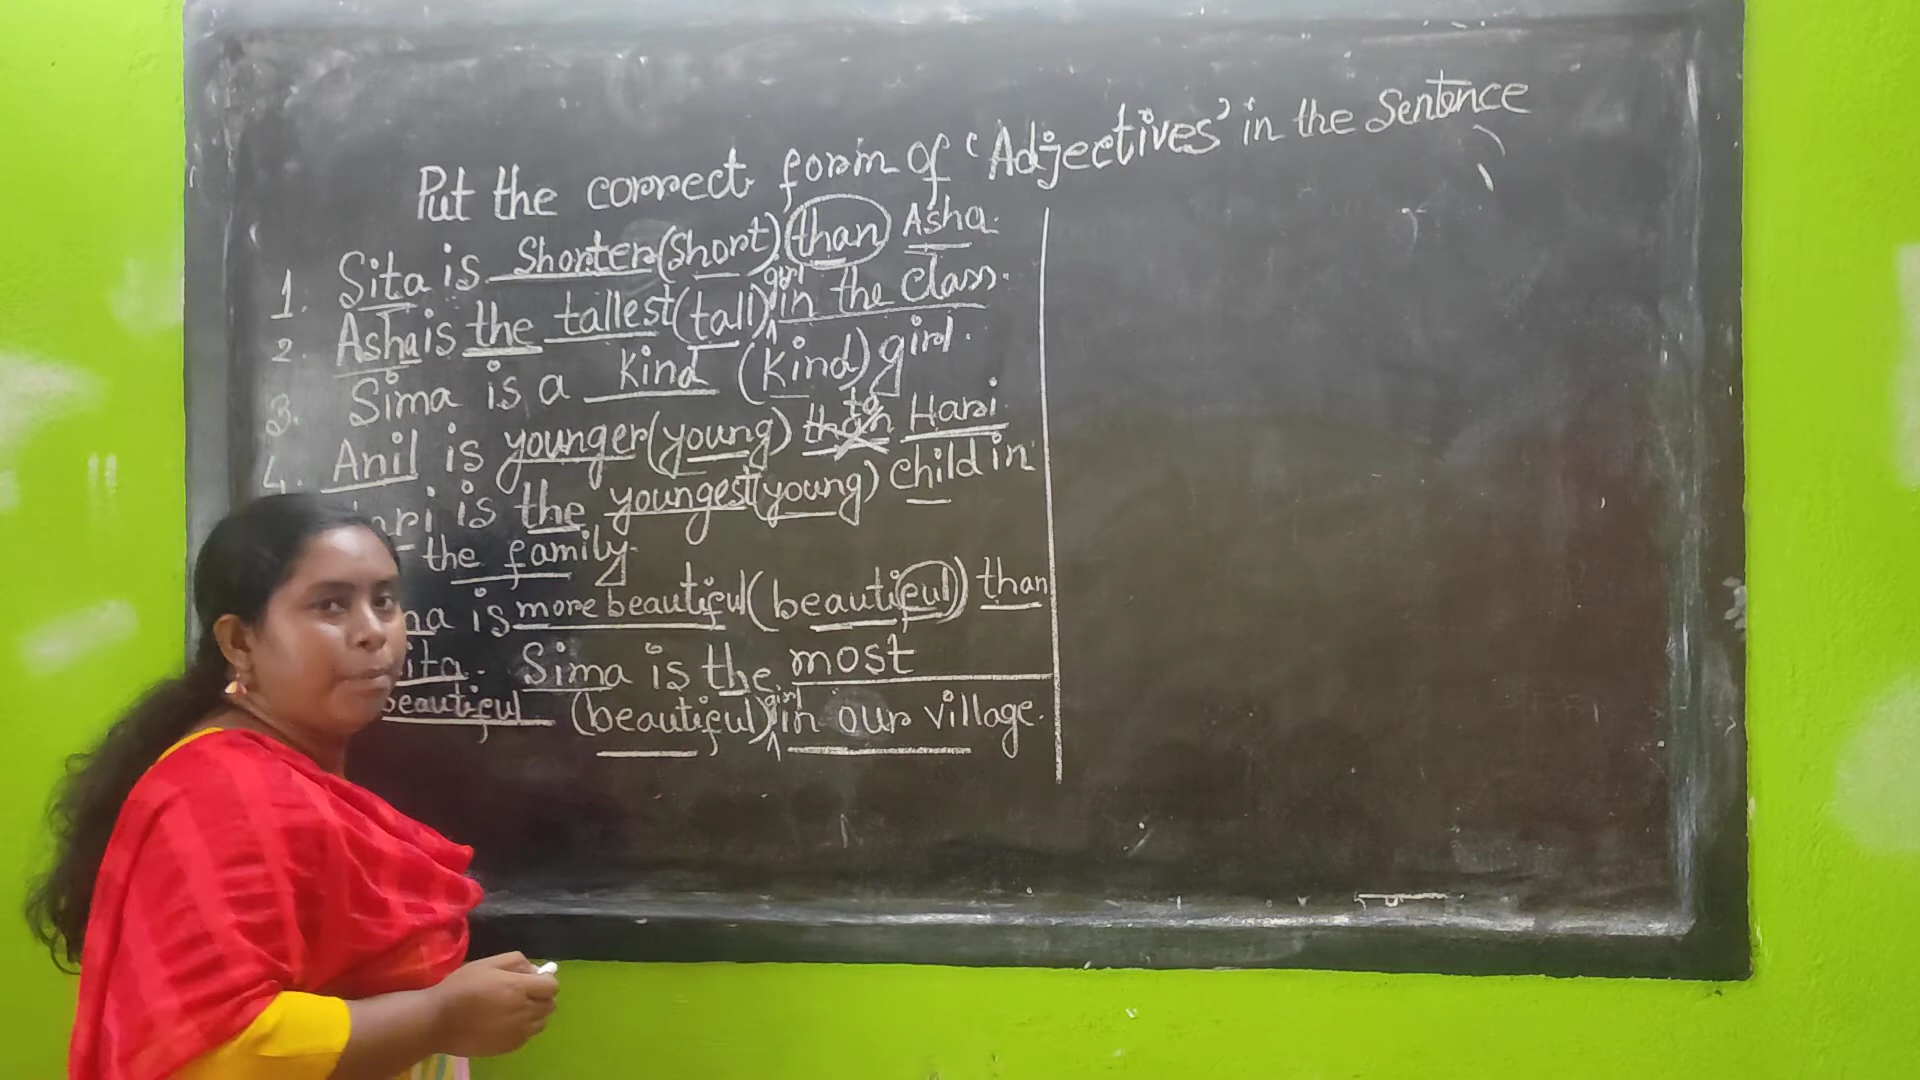 Put the correct form of 'Adjectives' in the Sentence
1. Sita is Shorter (Short) than Asha.
2. Asha is the tallest (tall) girl in the class.
3. Sima is a kind (kind) girl.
4. Anil is younger (young) than to Hari.
is the youngest (young) child in
the family.
is more beautiful (beautiful) than
Sima is the most
beautiful (beautiful) girl in our village.